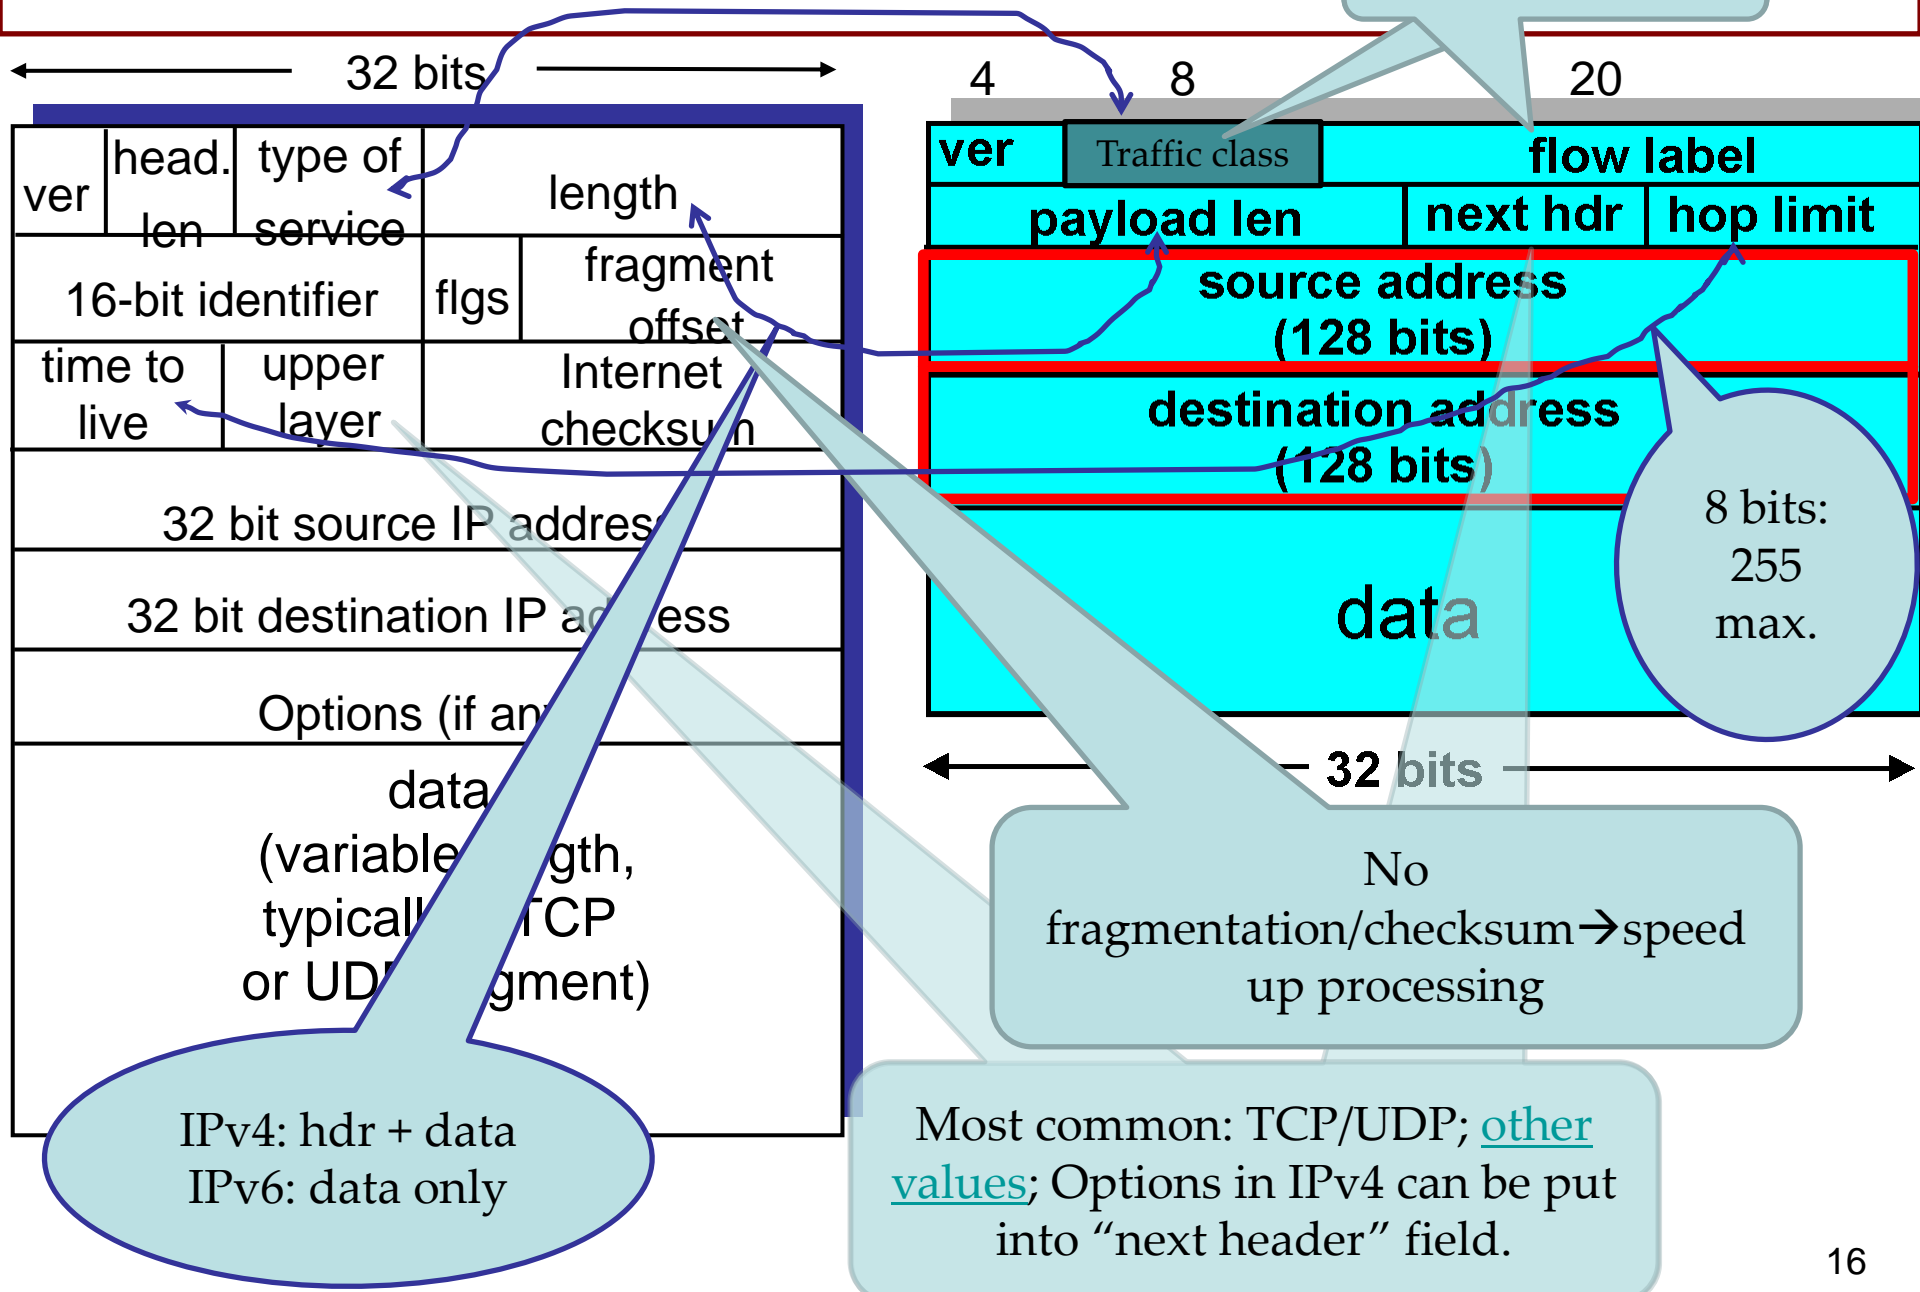 32 bits
ver
head.
len
type of
service
length
16-bit identifier
flgs
fragment
offset
time to
live
upper
layer
Internet
checksum
32 bit source IP address
32 bit destination IP address
Options (if any
data
(variable
gth,
typicall
TCP
or UD
gment)
IPv4: hdr + data
IPv6: data only
4 8 20
ver Traffic class flow label
payload len next hdr hop limit
source address
(128 bits)
destination address
(128 bits)
data
8 bits:
255
max.
32 bits
No
fragmentation/checksum→speed
up processing
Most common: TCP/UDP; other
values; Options in IPv4 can be put
into “next header” field.
16